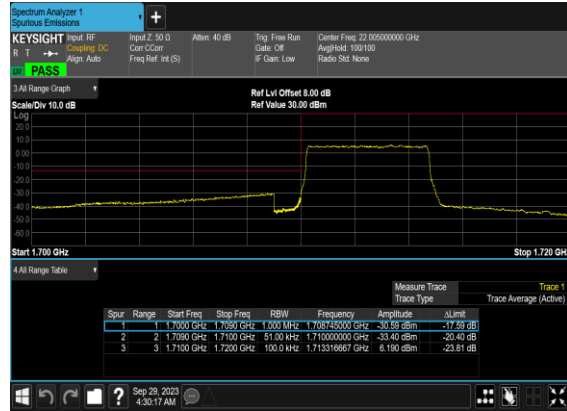 Spectrum Analyzer 1
Spurious Emissions
KEYSIGHT Input: RF Input Z: 50 Ω Atten: 40 dB Trig: Free Run Center Freq: 22.005000000 GHz
R T Coupling: DC Corr CCorr Gate: Off Avg|Hold: 100/100
Align: Auto Freq Ref: Int (S) IF Gain: Low Radio Std: None
PASS
3 All Range Graph
Ref Lvl Offset 8.00 dB
Scale/Div 10.0 dB Ref Value 30.00 dBm
Log
20.0
10.0
0.00
-10.0
-20.0
-30.0
-40.0
-50.0
-60.0
Start 1.700 GHz Stop 1.720 GH
4 All Range Table
Measure Trace Trace 1
Trace Type Trace Average (Active)
Spur Range Start Freq Stop Freq RBW Frequency Amplitude ΔLimit
1 1 1.7000 GHz 1.7090 GHz 1.000 MHz 1.708745000 GHz -30.59 dBm -17.59 dB
2 2 1.7090 GHz 1.7100 GHz 51.00 kHz 1.710000000 GHz -33.40 dBm -20.40 dB
3 3 1.7100 GHz 1.7200 GHz 100.0 kHz 1.713316667 GHz 6.190 dBm -23.81 dB
Sep 29, 2023
4:30:17 AM